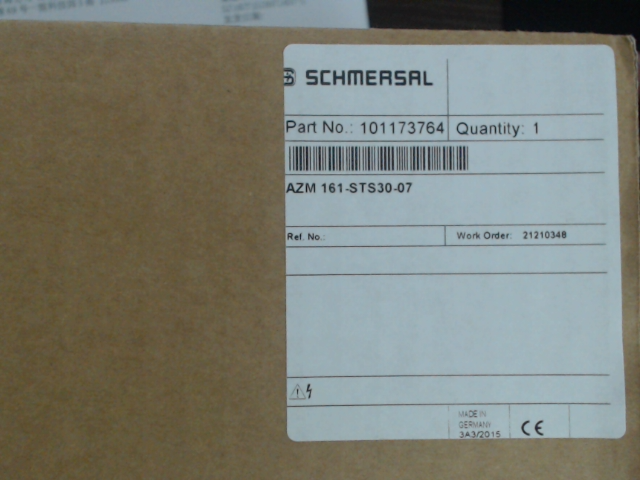 SCHMERSAL
Part No.: 101173764 Quantity: 1
AZM 161-STS30-07
Ref. No.: Work Order: 21210348
MADE IN
GERMANY
3A3/2015 CE